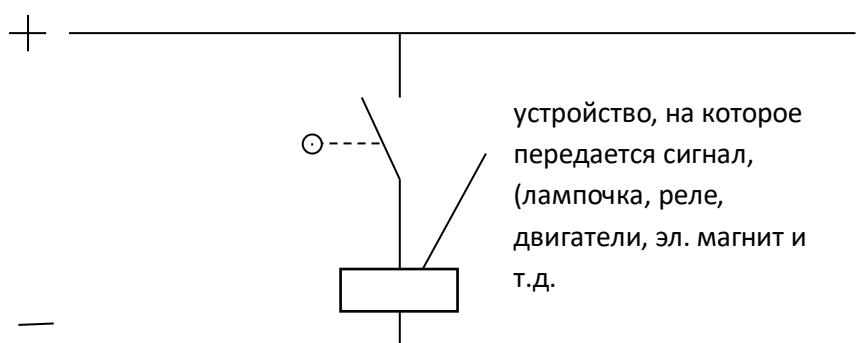 устройство, на которое
передается сигнал,
(лампочка, реле,
двигатели, эл. магнит и
т.д.